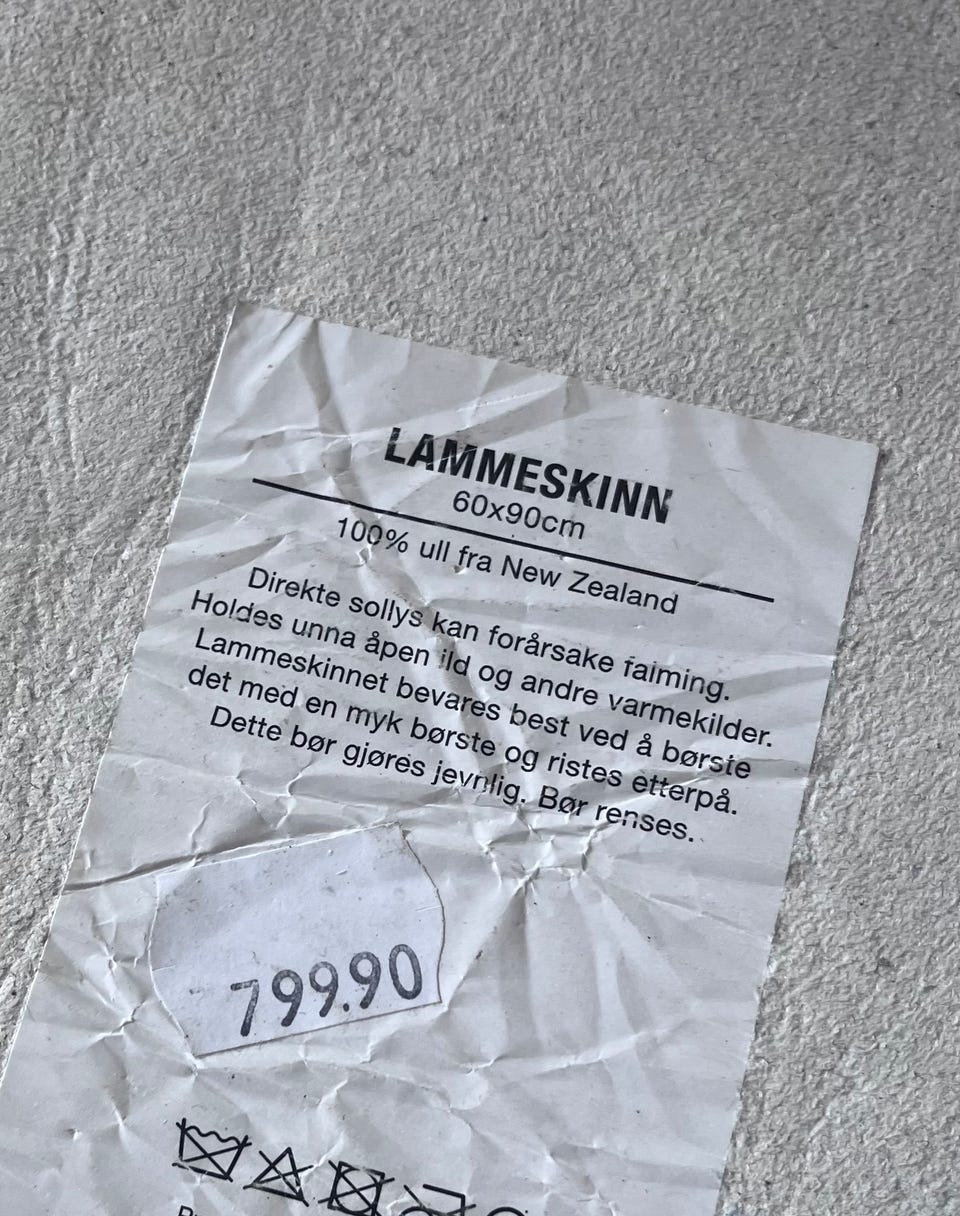 LAMMESKINN
60x90cm
100% ull fra New Zealand
Direkte sollys kan forårsake falming.
Holdes unna åpen ild og andre varmekilder.
Lammeskinnet bevares best ved å børste
det med en myk børste og ristes etterpå.
Dette bør gjøres jevnlig. Bør renses.
799.90